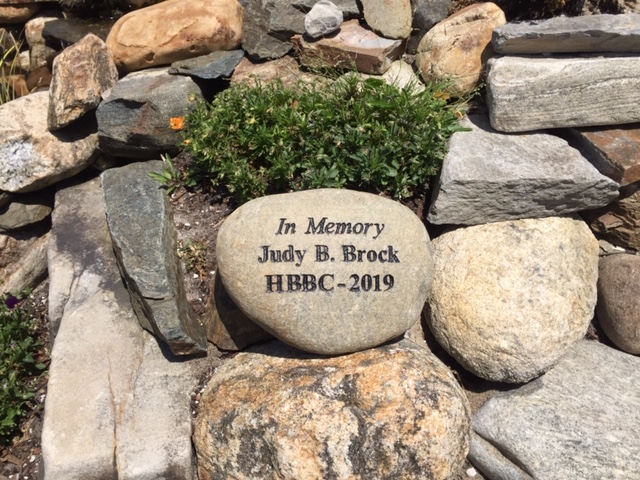 In Memory
Judy B. Brock
HBBC-2019